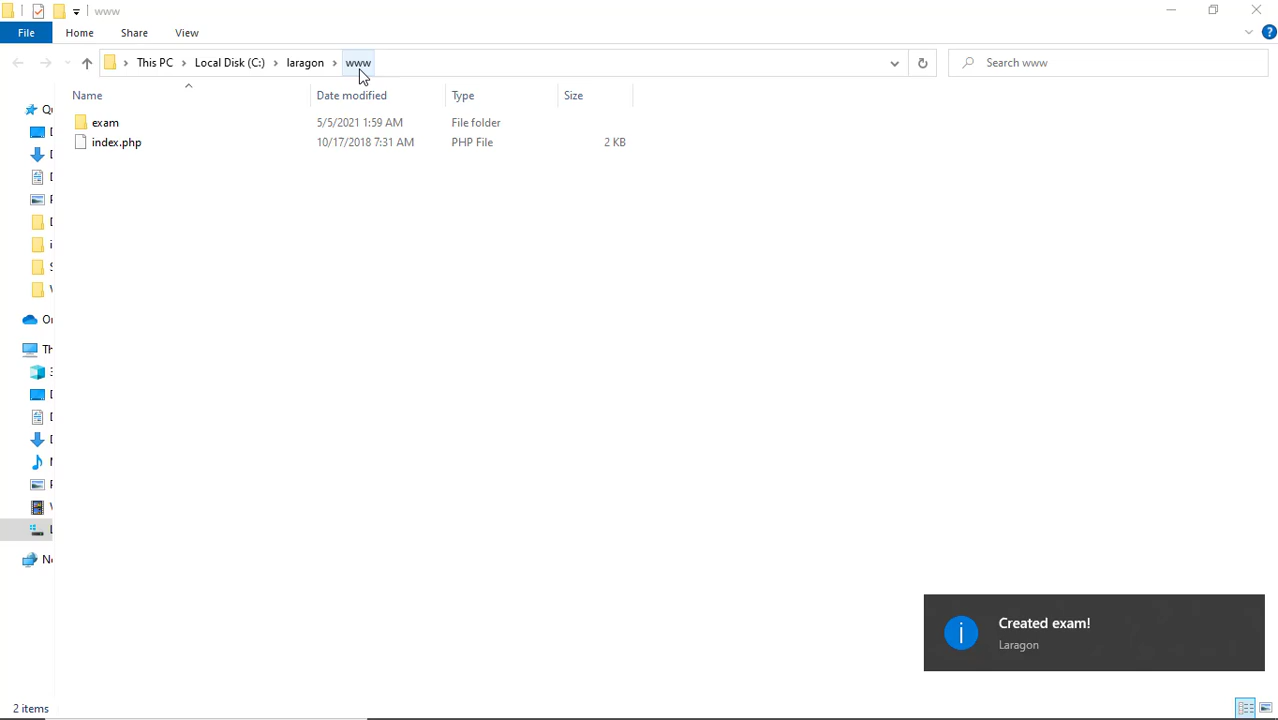 www
File
Home
Share
View
This PC
Local Disk (C:)
laragon
www
Search www
Name
Date modified
Type
Size
exam
5/5/2021 1:59 AM
File folder
index.php
10/17/2018 7:31 AM
PHP File
2 KB
Created exam!
Laragon
2 items